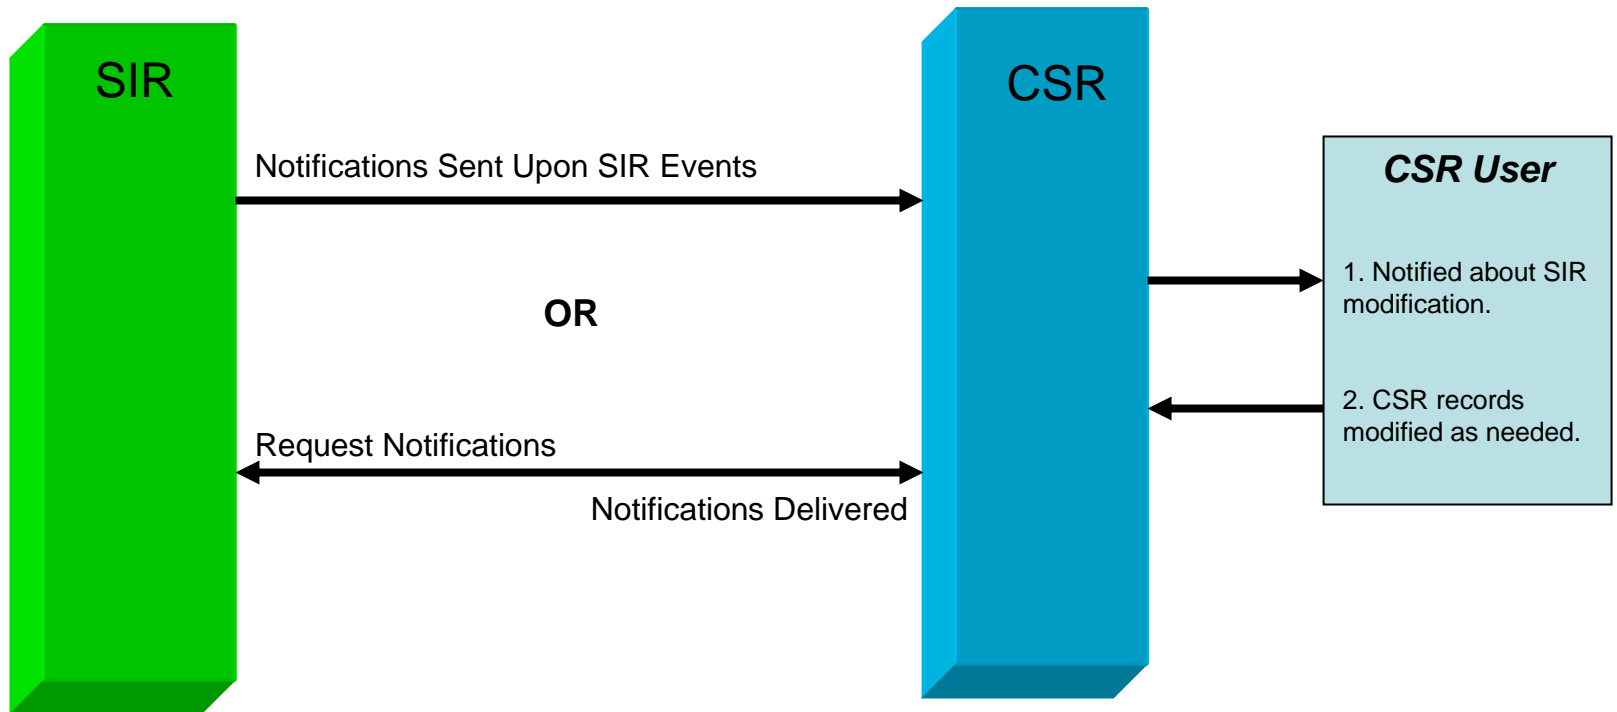 SIR
CSR
Notifications Sent Upon SIR Events
OR
Request Notifications
Notifications Delivered
CSR User
1. Notified about SIR
modification.
2. CSR records
modified as needed.